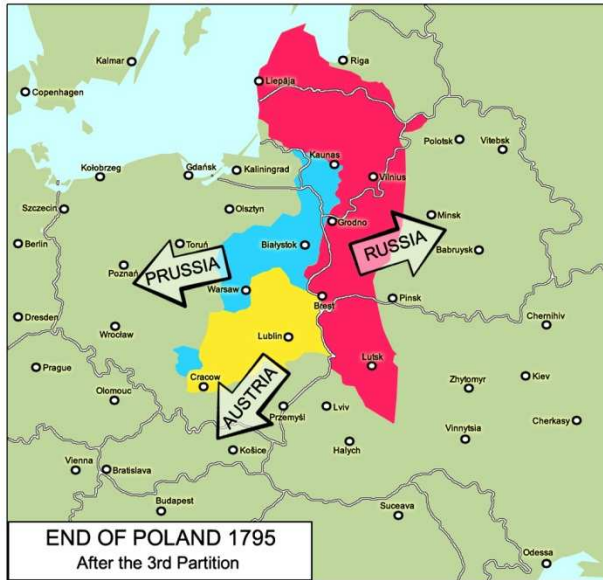 Riga
Kalmar
Liepāja
Copenhagen
Polotsk
Vitebsk
Kaunas
Kołobrzeg
Gdańsk
Kaliningrad
Vilnius
Szczecin
Olsztyn
Grodno
Minsk
Berlin
Toruń
Białystok
RUSSIA
Babruysk
PRUSSIA
Poznań
Warsaw
Brest
Pinsk
Dresden
Wrocław
Chernihiv
Lublin
Prague
Lutsk
Cracow
Zhytomyr
Kiev
Olomouc
AUSTRIA
Przemyśl
Lviv
Cherkasy
Vinnytsia
Košice
Halych
Vienna
Bratislava
Budapest
Suceava
END OF POLAND 1795
After the 3rd Partition
Odessa